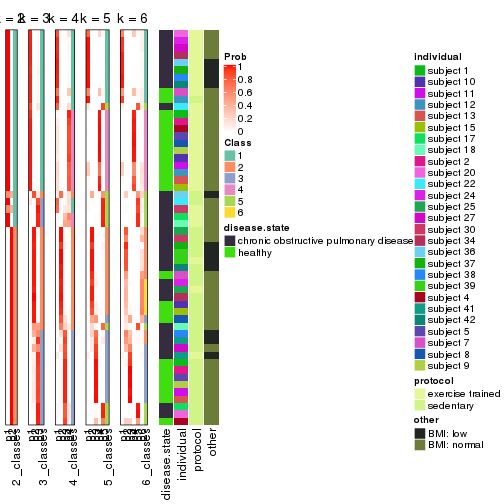 k = 2
k = 3
k = 4
k = 5
k = 6
Prob
1
0.8
0.6
0.4
0.2
0
Class
1
2
3
4
5
6
disease.state
chronic obstructive pulmonary disease
healthy
individual
subject 1
subject 10
subject 11
subject 12
subject 13
subject 15
subject 17
subject 18
subject 2
subject 20
subject 22
subject 24
subject 25
subject 27
subject 30
subject 34
subject 36
subject 37
subject 38
subject 39
subject 4
subject 41
subject 42
subject 5
subject 7
subject 8
subject 9
protocol
exercise trained
sedentary
other
BMI: low
BMI: normal
2_classes
3_classes
4_classes
5_classes
6_classes
disease.state
individual
protocol
other